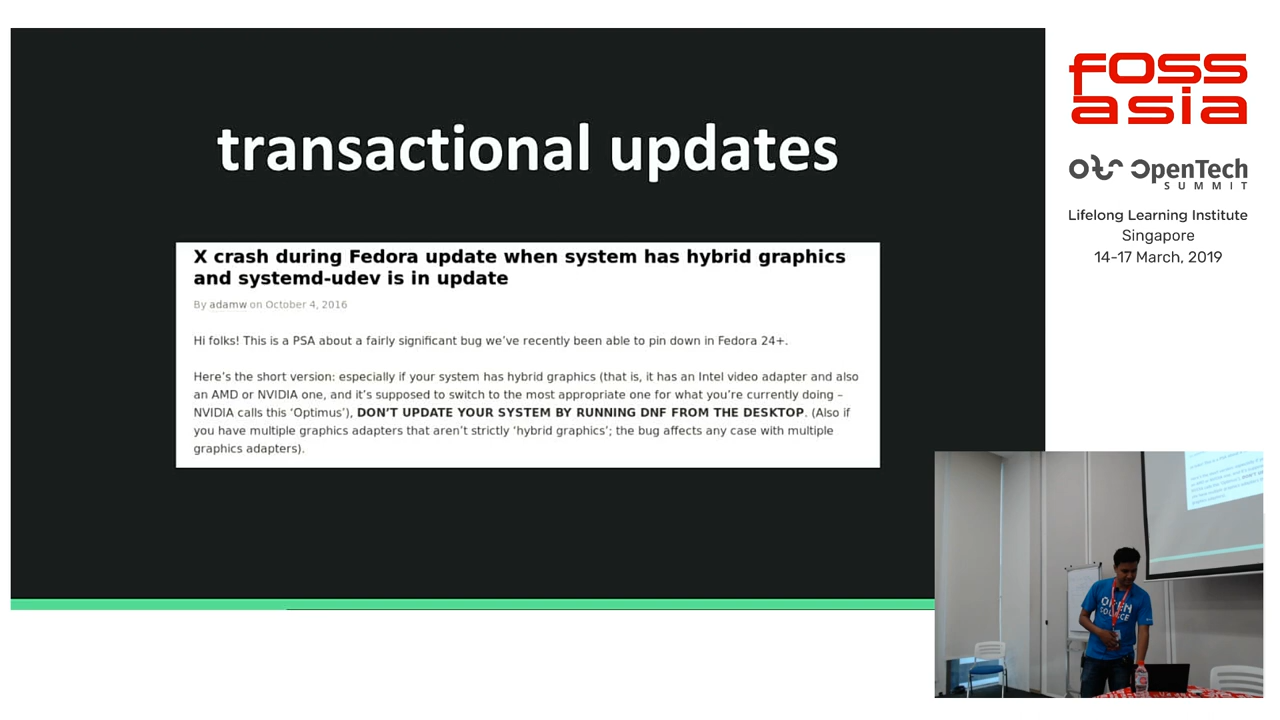 transactional updates
X crash during Fedora update when system has hybrid graphics
and systemd-udev is in update
By adamw on October 4, 2016
Hi folks! This is a PSA about a fairly significant bug we’ve recently been able to pin down in Fedora 24+.
Here’s the short version: especially if your system has hybrid graphics (that is, it has an Intel video adapter and also
an AMD or NVIDIA one, and it’s supposed to switch to the most appropriate one for what you’re currently doing –
NVIDIA calls this ‘Optimus’), DON’T UPDATE YOUR SYSTEM BY RUNNING DNF FROM THE DESKTOP. (Also if
you have multiple graphics adapters that aren’t strictly ‘hybrid graphics’; the bug affects any case with multiple
graphics adapters).
fossasia
OpenTech
SUMMIT
Lifelong Learning Institute
Singapore
14-17 March, 2019
OPEN
SOURCE